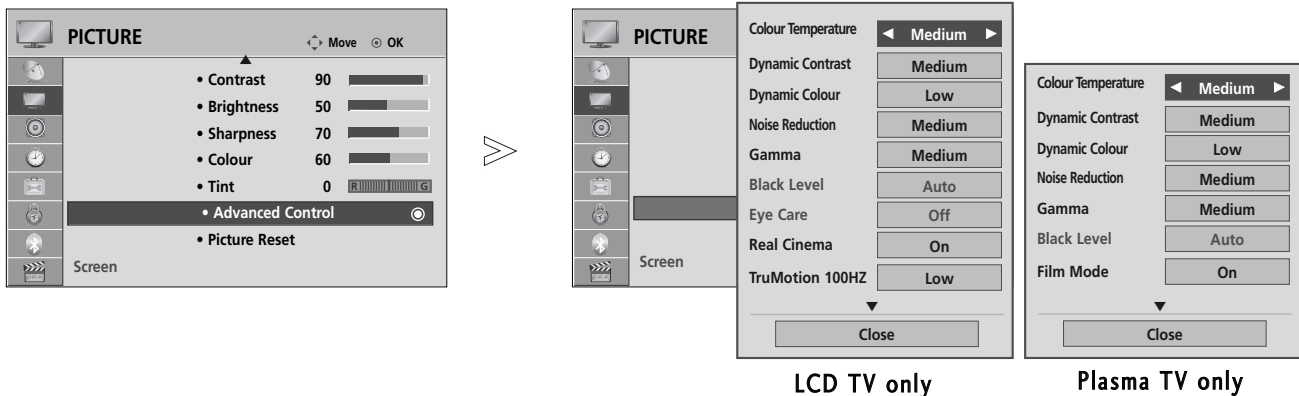 PICTURE
Move OK
• Contrast 90
• Brightness 50
• Sharpness 70
• Colour 60
• Tint 0 R G
• Advanced Control
• Picture Reset
Screen
PICTURE
Screen
Colour Temperature Medium
Dynamic Contrast Medium
Dynamic Colour Low
Noise Reduction Medium
Gamma Medium
Black Level Auto
Eye Care Off
Real Cinema On
TruMotion 100HZ Low
Close
LCD TV only
Colour Temperature Medium
Dynamic Contrast Medium
Dynamic Colour Low
Noise Reduction Medium
Gamma Medium
Black Level Auto
Film Mode On
Close
Plasma TV only